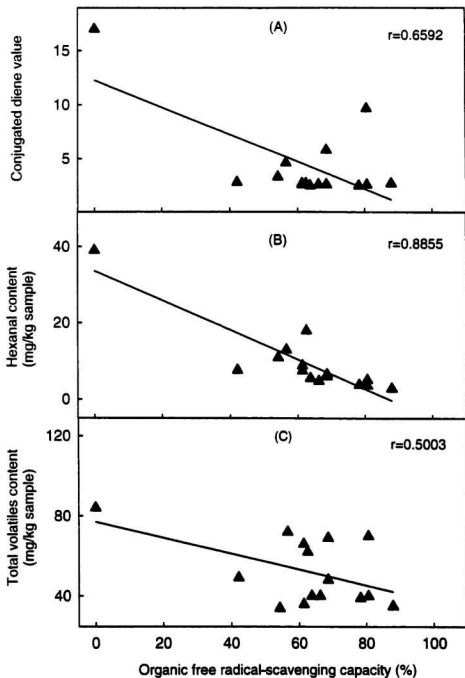 (A)
r=0.6592
Conjugated diene value
15
10
5
(B)
r=0.8855
Hexanal content
(mg/kg sample)
40
20
0
(C)
r=0.5003
Total volatiles content
(mg/kg sample)
120
80
40
0 20 40 60 80 100
Organic free radical-scavenging capacity (%)